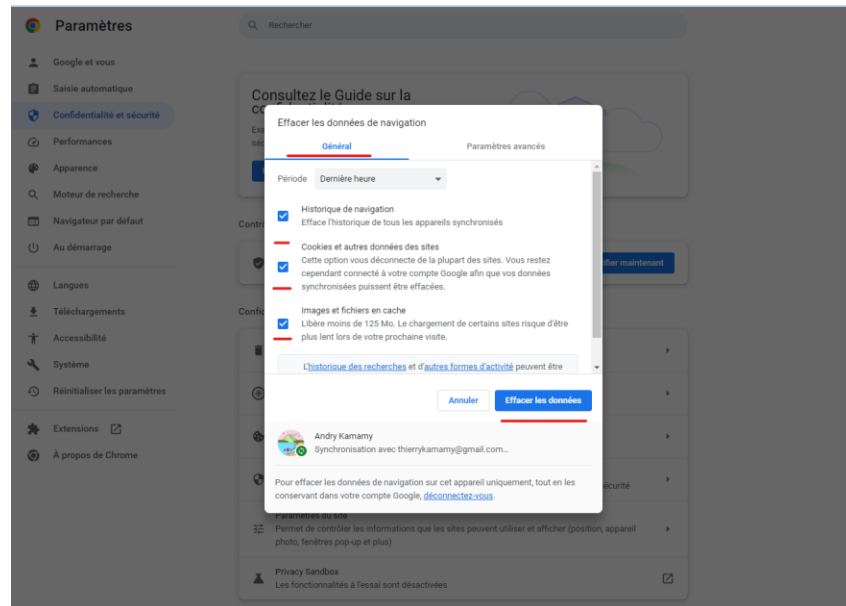 Paramètres
Rechercher
Google et vous
Saisie automatique
Confidentialité et sécurité
Performances
Apparence
Moteur de recherche
Navigateur par défaut
Au démarrage
Langues
Téléchargements
Accessibilité
Système
Réinitialiser les paramètres
Extensions
À propos de Chrome
Consultez le Guide sur la
Effacer les données de navigation
Général
Paramètres avancés
Période
Dernière heure
Historique de navigation
Efface l'historique de tous les appareils synchronisés
Cookies et autres données des sites
Cette option vous déconnecte de la plupart des sites. Vous restez
cependant connecté à votre compte Google afin que vos données
synchronisées puissent être effacées.
Images et fichiers en cache
Libère moins de 125 Mo. Le chargement de certains sites risque d'être
plus lent lors de votre prochaine visite.
L'historique des recherches et d'autres formes d'activité peuvent être
Annuler
Effacer les données
Andry Kamamy
Synchronisation avec thierrykamamy@gmail.com…
Pour effacer les données de navigation sur cet appareil uniquement, tout en les
conservant dans votre compte Google, déconnectez-vous.
maintenant
écurité
Paramètres du site
Permet de contrôler les informations que les sites peuvent utiliser et afficher (position, appareil
photo, fenêtres pop-up et plus)
Privacy Sandbox
Les fonctionnalités à l'essai sont désactivées